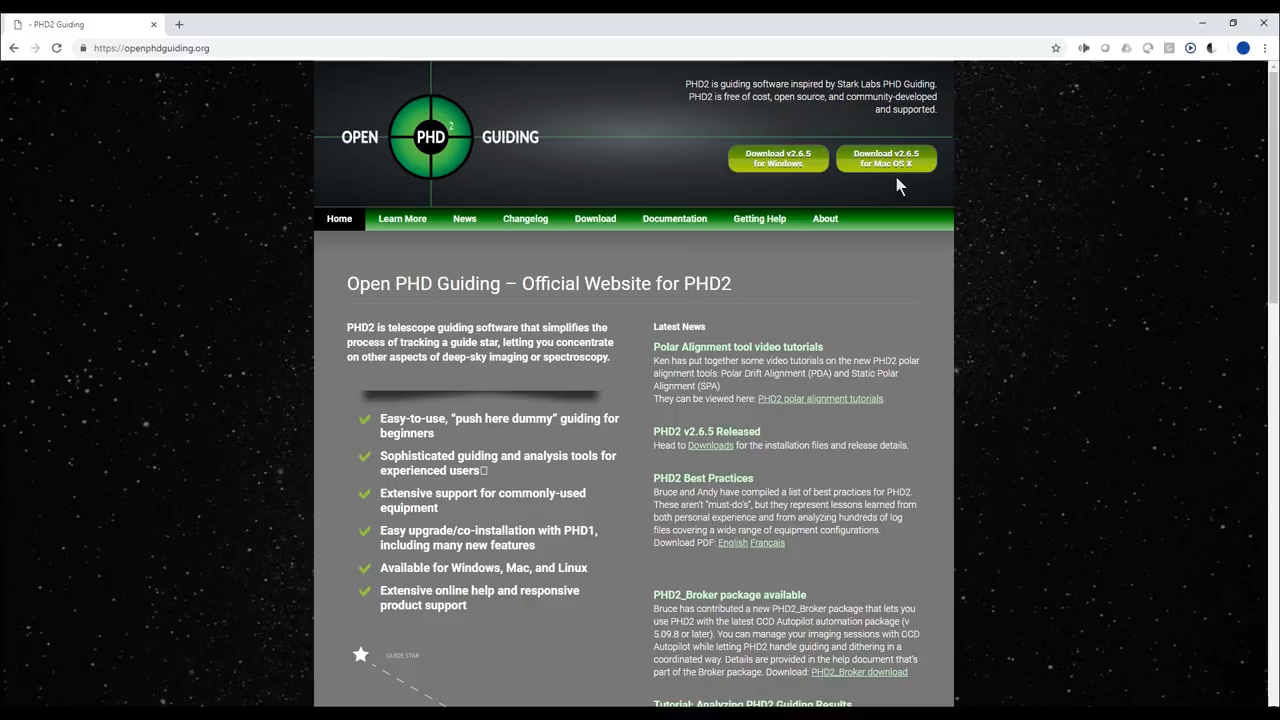 - PHD2 Guiding
https://openphdguiding.org
OPEN PHD2 GUIDING
PHD2 is guiding software inspired by Stark Labs PHD Guiding.
PHD2 is free of cost, open source, and community-developed
and supported.
Download v2.6.5
for Windows
Download v2.6.5
for Mac OS X
Home Learn More News Changelog Download Documentation Getting Help About
Open PHD Guiding – Official Website for PHD2
PHD2 is telescope guiding software that simplifies the
process of tracking a guide star, letting you concentrate
on other aspects of deep-sky imaging or spectroscopy.
Easy-to-use, “push here dummy” guiding for
beginners
Sophisticated guiding and analysis tools for
experienced users
Extensive support for commonly-used
equipment
Easy upgrade/co-installation with PHD1,
including many new features
Available for Windows, Mac, and Linux
Extensive online help and responsive
product support
GUIDE STAR
Latest News
Polar Alignment tool video tutorials
Ken has put together some video tutorials on the new PHD2 polar
alignment tools: Polar Drift Alignment (PDA) and Static Polar
Alignment (SPA)
They can be viewed here: PHD2 polar alignment tutorials.
PHD2 v2.6.5 Released
Head to Downloads for the installation files and release details.
PHD2 Best Practices
Bruce and Andy have compiled a list of best practices for PHD2.
These aren't “must-do's”, but they represent lessons learned from
both personal experience and from analyzing hundreds of log
files covering a wide range of equipment configurations.
Download PDF: English Français
PHD2_Broker package available
Bruce has contributed a new PHD2_Broker package that lets you
use PHD2 with the latest CCD Autopilot automation package (v
5.09.8 or later). You can manage your imaging sessions with CCD
Autopilot while letting PHD2 handle guiding and dithering in a
coordinated way. Details are provided in the help document that's
part of the Broker package. Download: PHD2_Broker download
Tutorial: Analyzing PHD2 Guiding Results